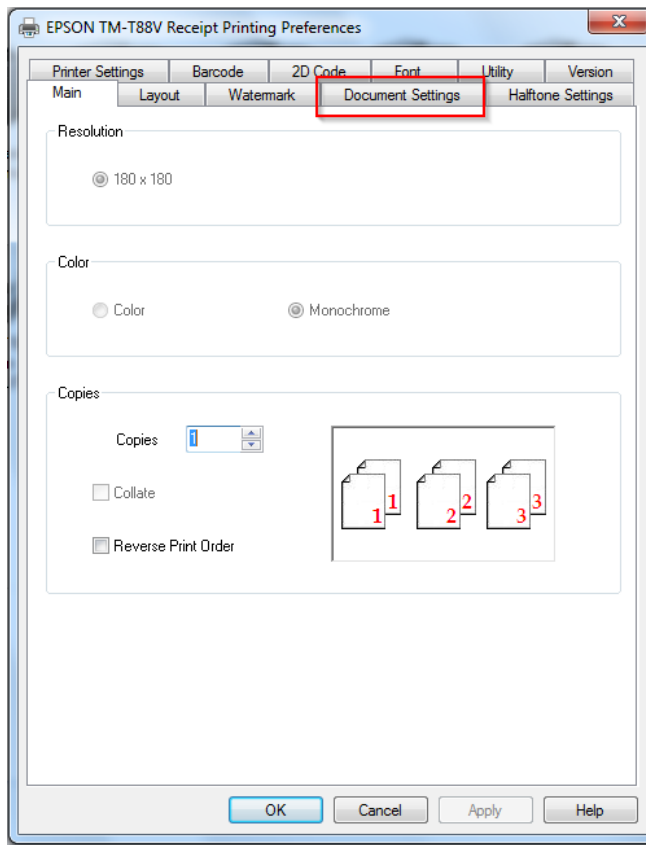 EPSON TM-T88V Receipt Printing Preferences
Printer Settings Barcode 2D Code Font Utility Version
Main Layout Watermark Document Settings Halftone Settings
Resolution
180 x 180
Color
Color Monochrome
Copies
Copies 1
Collate
Reverse Print Order
1 1 2 2 3 3
OK Cancel Apply Help